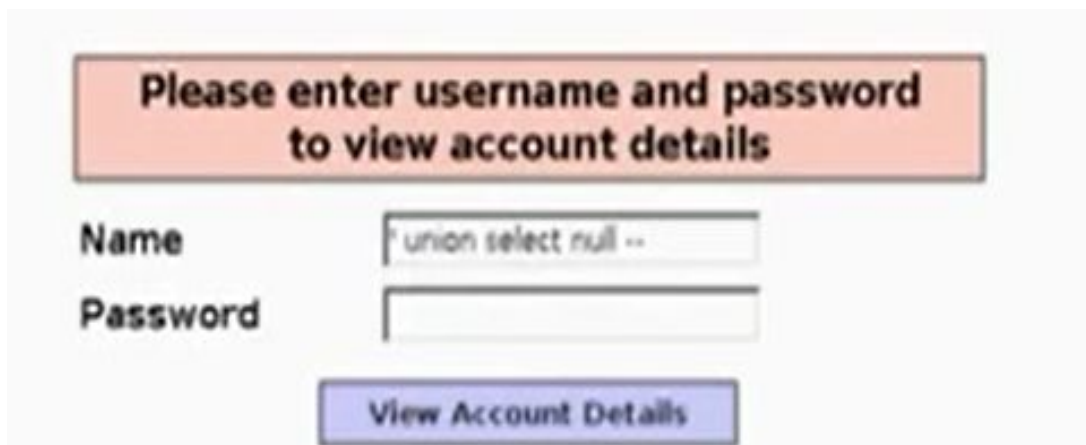 Please enter username and password
to view account details
Name
' union select null --
Password
View Account Details